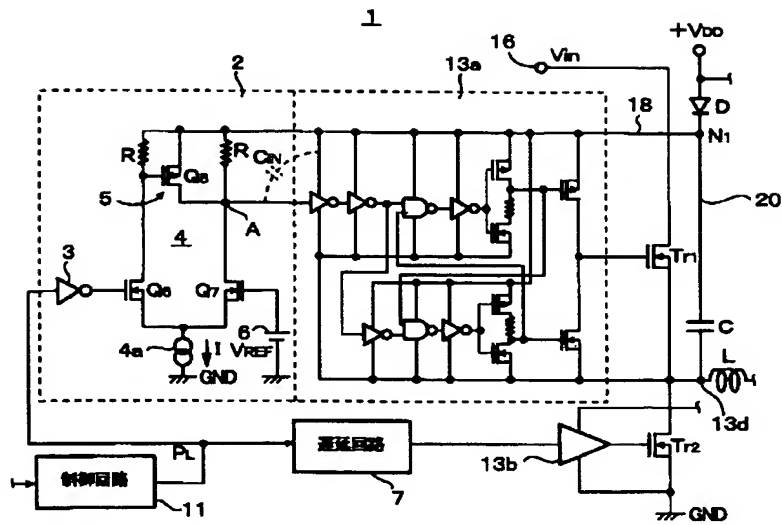 1
+VDD
16
Vin
2
13a
D
18
N1
R
R
CIN
Q8
5
A
20
4
3
Q6
Q7
Tr1
6
C
4a
I
VREF
L
GND
13d
PL
遅延回路
13b
Tr2
制御回路
7
11
GND